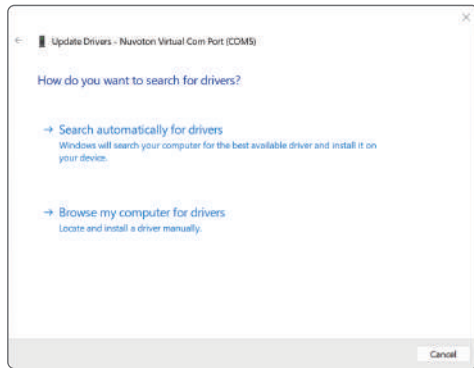 Update Drivers - Nuvoton Virtual Com Port (COM5)
How do you want to search for drivers?
→ Search automatically for drivers
Windows will search your computer for the best available driver and install it on
your device.
→ Browse my computer for drivers
Locate and install a driver manually.
Cancel